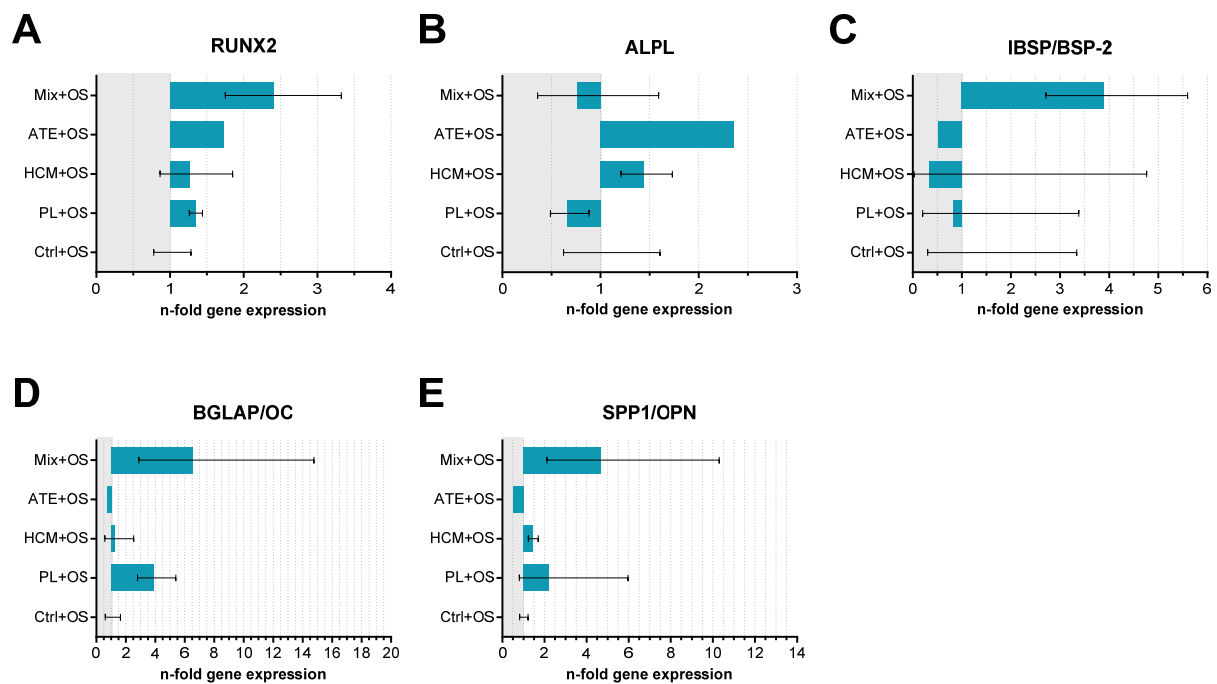 A
RUNX2
Mix+OS
ATE+OS
HCM+OS
PL+OS
Ctrl+OS
0 1 2 3 4
n-fold gene expression
B
ALPL
Mix+OS
ATE+OS
HCM+OS
PL+OS
Ctrl+OS
0 1 2 3
n-fold gene expression
C
IBSP/BSP-2
Mix+OS
ATE+OS
HCM+OS
PL+OS
Ctrl+OS
0 1 2 3 4 5 6
n-fold gene expression
D
BGLAP/OC
Mix+OS
ATE+OS
HCM+OS
PL+OS
Ctrl+OS
0 2 4 6 8 10 12 14 16 18 20
n-fold gene expression
E
SPP1/OPN
Mix+OS
ATE+OS
HCM+OS
PL+OS
Ctrl+OS
0 2 4 6 8 10 12 14
n-fold gene expression